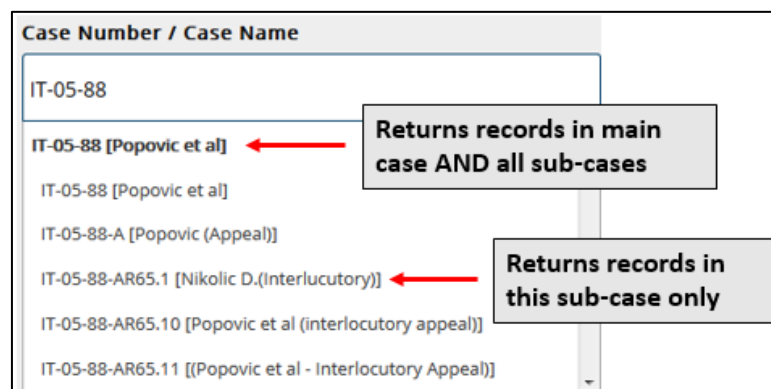 Case Number / Case Name
IT-05-88
IT-05-88 [Popovic et al]
Returns records in main
case AND all sub-cases
IT-05-88 [Popovic et al]
IT-05-88-A [Popovic (Appeal)]
IT-05-88-AR65.1 [Nikolic D.(Interlucutory)]
Returns records in
this sub-case only
IT-05-88-AR65.10 [Popovic et al (interlocutory appeal)]
IT-05-88-AR65.11 [(Popovic et al - Interlocutory Appeal)]